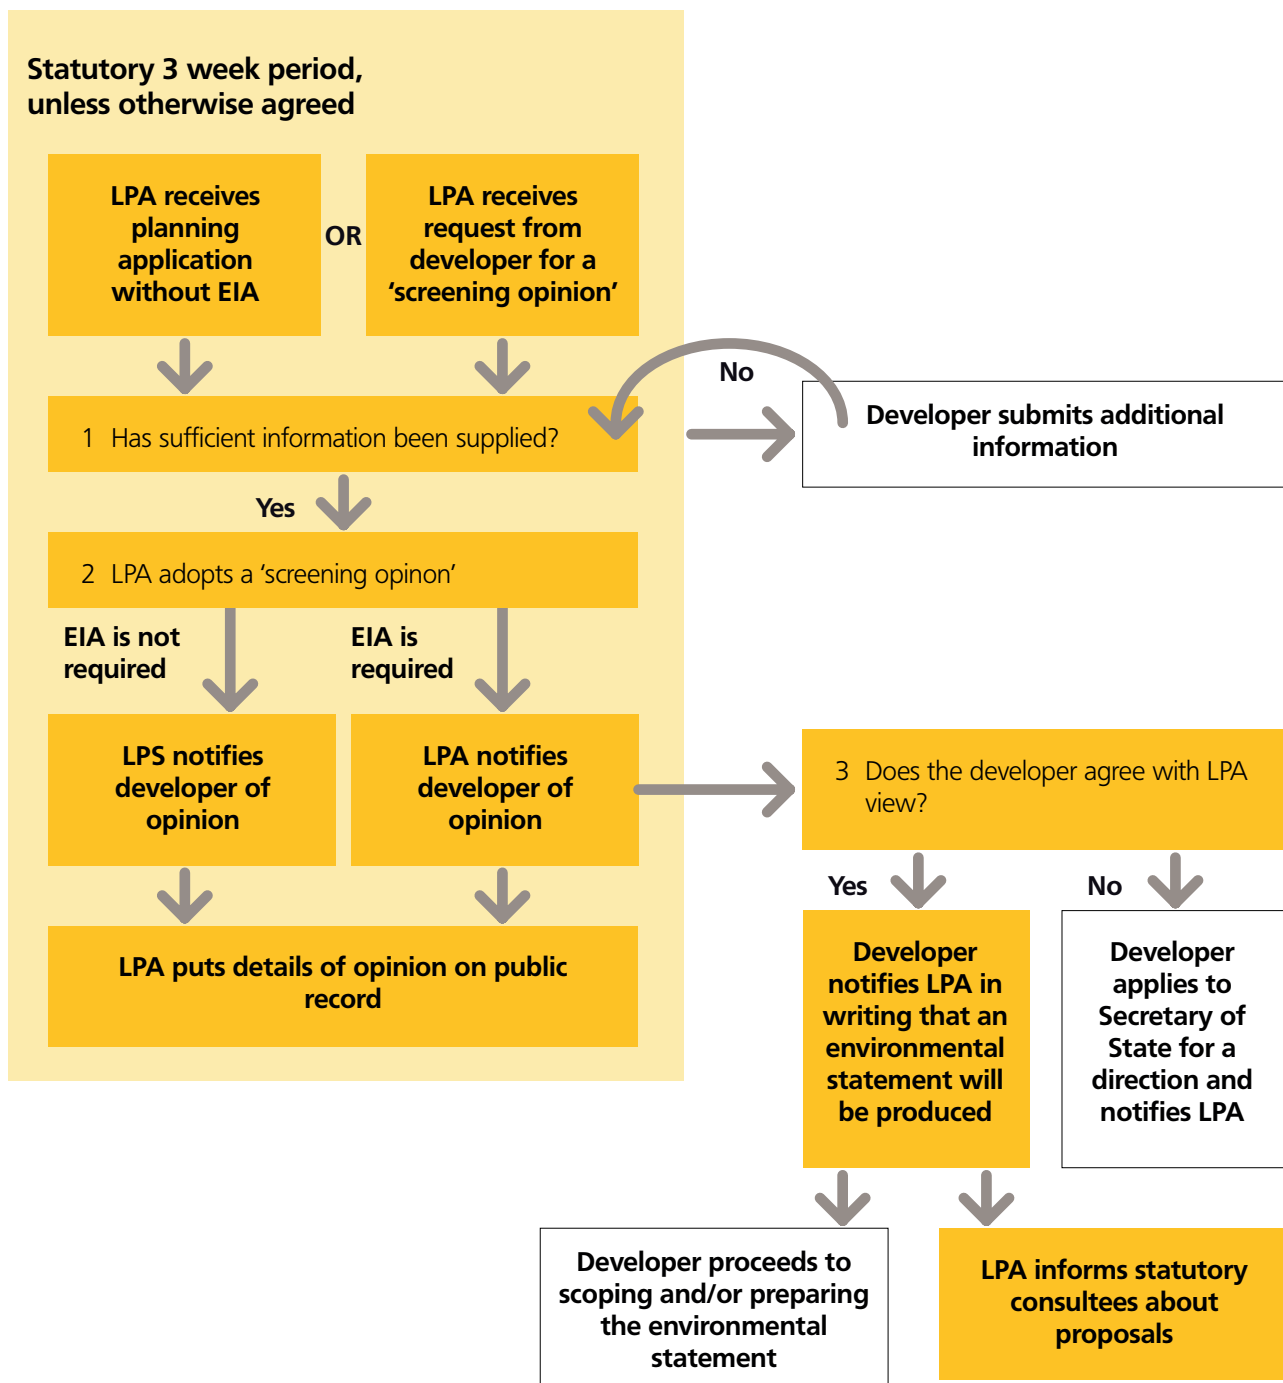 Statutory 3 week period,
unless otherwise agreed
LPA receives
planning
application
without EIA
OR
LPA receives
request from
developer for a
‘screening opinion’
No
Developer submits additional
information
1 Has sufficient information been supplied?
Yes
2 LPA adopts a ‘screening opinon’
EIA is not
required
EIA is
required
LPS notifies
developer of
opinion
LPA notifies
developer of
opinion
3 Does the developer agree with LPA
view?
LPA puts details of opinion on public
record
Yes
No
Developer
notifies LPA in
writing that an
environmental
statement will
be produced
Developer
applies to
Secretary of
State for a
direction and
notifies LPA
Developer proceeds to
scoping and/or preparing
the environmental
statement
LPA informs statutory
consultees about
proposals